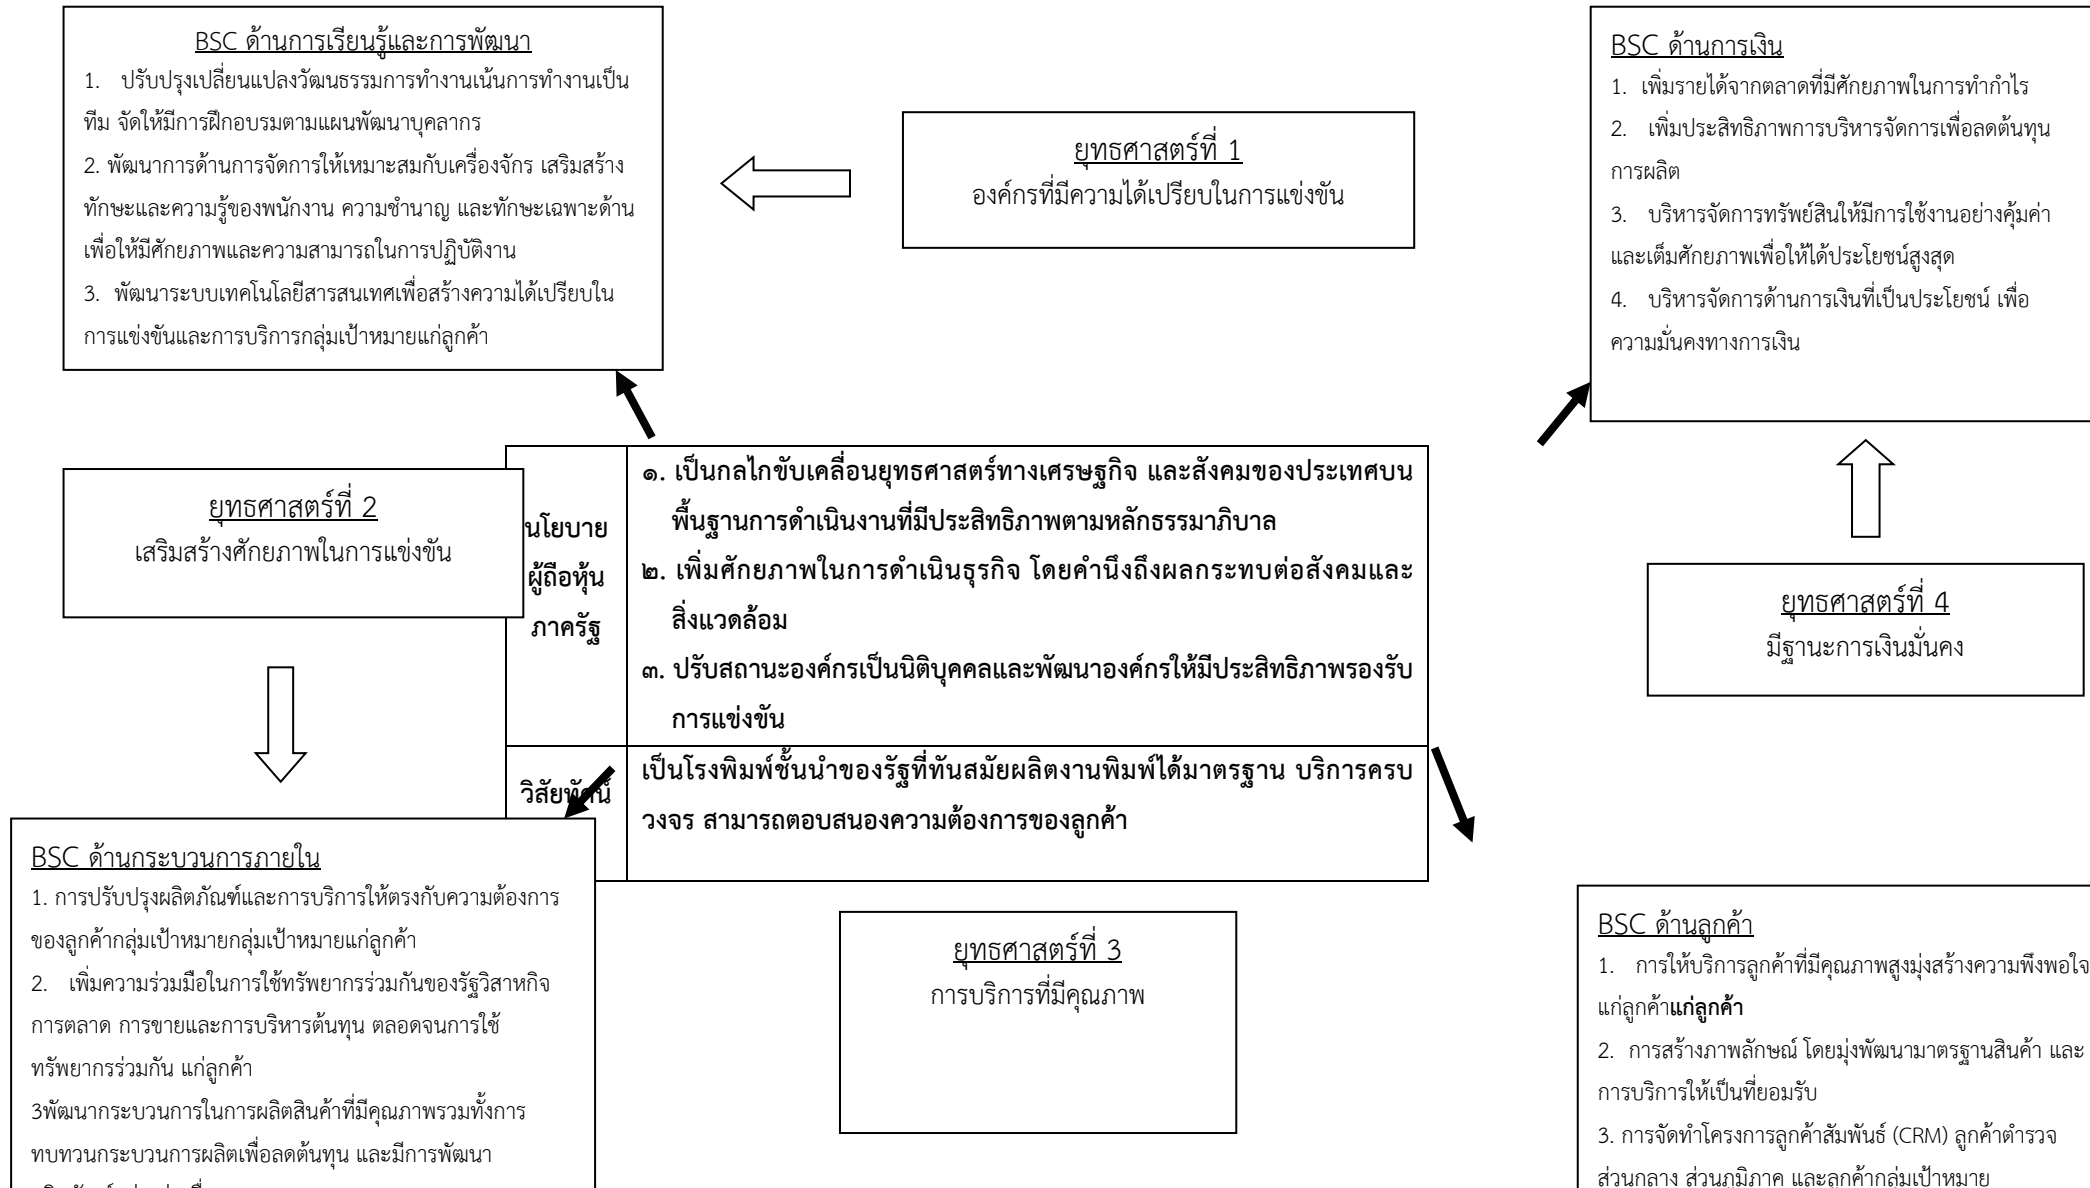 BSC ด้านการเรียนรู้และการพัฒนา
1. ปรับปรุงเปลี่ยนแปลงวัฒนธรรมการทำงานเน้นการทำงานเป็น
ทีม จัดให้มีการฝึกอบรมตามแผนพัฒนาบุคลากร
2. พัฒนาการด้านการจัดการให้เหมาะสมกับเครื่องจักร เสริมสร้าง
ทักษะและความรู้ของพนักงาน ความชำนาญ และทักษะเฉพาะด้าน
เพื่อให้มีศักยภาพและความสามารถในการปฏิบัติงาน
3. พัฒนาระบบเทคโนโลยีสารสนเทศเพื่อสร้างความได้เปรียบใน
การแข่งขันและการบริการกลุ่มเป้าหมายแก่ลูกค้า
ยุทธศาสตร์ที่ 1
องค์กรที่มีความได้เปรียบในการแข่งขัน
BSC ด้านการเงิน
1. เพิ่มรายได้จากตลาดที่มีศักยภาพในการทำกำไร
2. เพิ่มประสิทธิภาพการบริหารจัดการเพื่อลดต้นทุน
การผลิต
3. บริหารจัดการทรัพย์สินให้มีการใช้งานอย่างคุ้มค่า
และเต็มศักยภาพเพื่อให้ได้ประโยชน์สูงสุด
4. บริหารจัดการด้านการเงินที่เป็นประโยชน์ เพื่อ
ความมั่นคงทางการเงิน
ยุทธศาสตร์ที่ 2
เสริมสร้างศักยภาพในการแข่งขัน
นโยบาย
ผู้ถือหุ้น
ภาครัฐ
๑. เป็นกลไกขับเคลื่อนยุทธศาสตร์ทางเศรษฐกิจ และสังคมของประเทศบน
พื้นฐานการดำเนินงานที่มีประสิทธิภาพตามหลักธรรมาภิบาล
๒. เพิ่มศักยภาพในการดำเนินธุรกิจ โดยคำนึงถึงผลกระทบต่อสังคมและ
สิ่งแวดล้อม
๓. ปรับสถานะองค์กรเป็นนิติบุคคลและพัฒนาองค์กรให้มีประสิทธิภาพรองรับ
การแข่งขัน
วิสัยทัศน์
เป็นโรงพิมพ์ชั้นนำของรัฐที่ทันสมัยผลิตงานพิมพ์ได้มาตรฐาน บริการครบ
วงจร สามารถตอบสนองความต้องการของลูกค้า
ยุทธศาสตร์ที่ 4
มีฐานะการเงินมั่นคง
BSC ด้านกระบวนการภายใน
1. การปรับปรุงผลิตภัณฑ์และการบริการให้ตรงกับความต้องการ
ของลูกค้ากลุ่มเป้าหมายกลุ่มเป้าหมายแก่ลูกค้า
2. เพิ่มความร่วมมือในการใช้ทรัพยากรร่วมกันของรัฐวิสาหกิจ
การตลาด การขายและการบริหารต้นทุน ตลอดจนการใช้
ทรัพยากรร่วมกัน แก่ลูกค้า
3พัฒนากระบวนการในการผลิตสินค้าที่มีคุณภาพรวมทั้งการ
ทบทวนกระบวนการผลิตเพื่อลดต้นทุน และมีการพัฒนา
ยุทธศาสตร์ที่ 3
การบริการที่มีคุณภาพ
BSC ด้านลูกค้า
1. การให้บริการลูกค้าที่มีคุณภาพสูงมุ่งสร้างความพึงพอใจ
แก่ลูกค้าแก่ลูกค้า
2. การสร้างภาพลักษณ์ โดยมุ่งพัฒนามาตรฐานสินค้า และ
การบริการให้เป็นที่ยอมรับ
3. การจัดทำโครงการลูกค้าสัมพันธ์ (CRM) ลูกค้าตำรวจ
ส่วนกลาง ส่วนภูมิภาค และลูกค้ากลุ่มเป้าหมาย